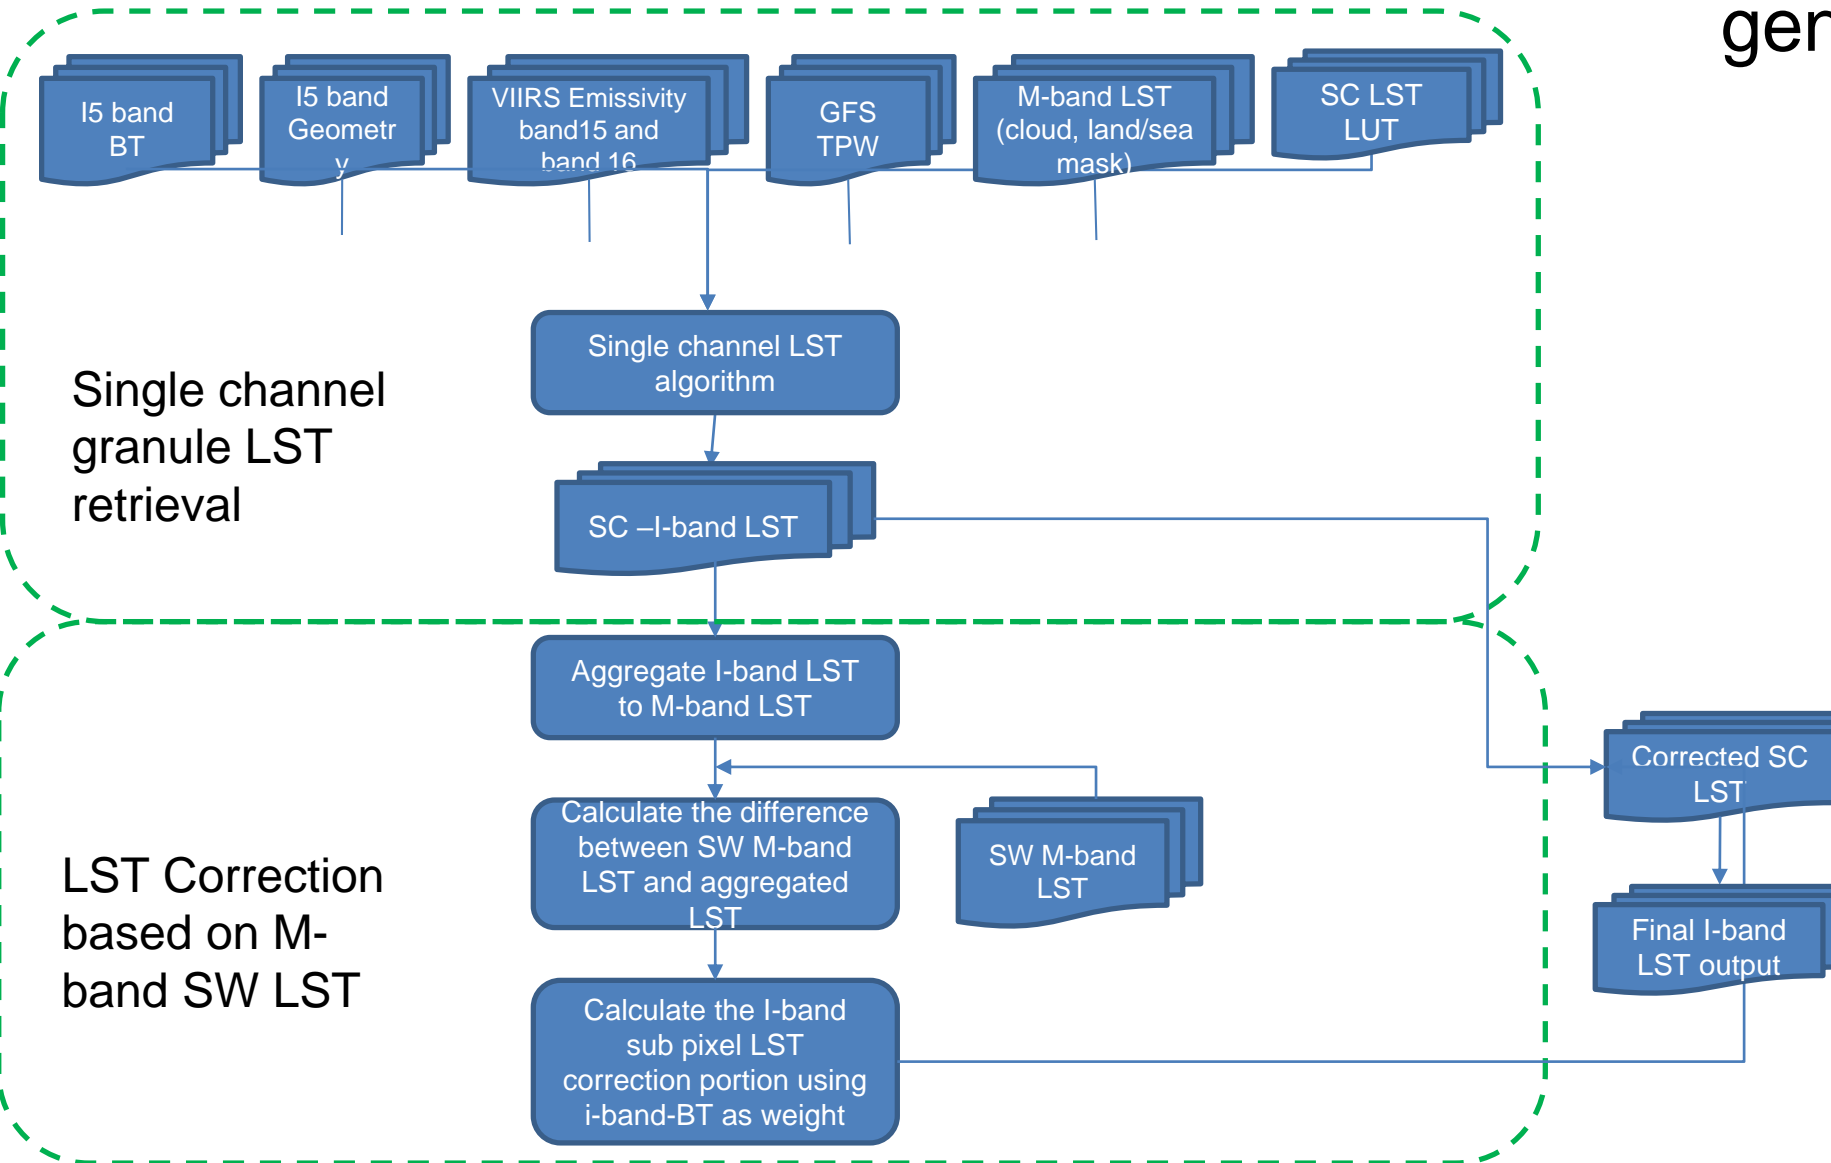 gen
I5 band
BT
I5 band
Geometr
y
VIIRS Emissivity
band15 and
band 16
GFS
TPW
M-band LST
(cloud, land/sea
mask)
SC LST
LUT
Single channel LST
algorithm
Single channel
granule LST
retrieval
SC –I-band LST
Aggregate I-band LST
to M-band LST
Calculate the difference
between SW M-band
LST and aggregated
LST
SW M-band
LST
Corrected SC
LST
LST Correction
based on M-
band SW LST
Final I-band
LST output
Calculate the I-band
sub pixel LST
correction portion using
i-band-BT as weight